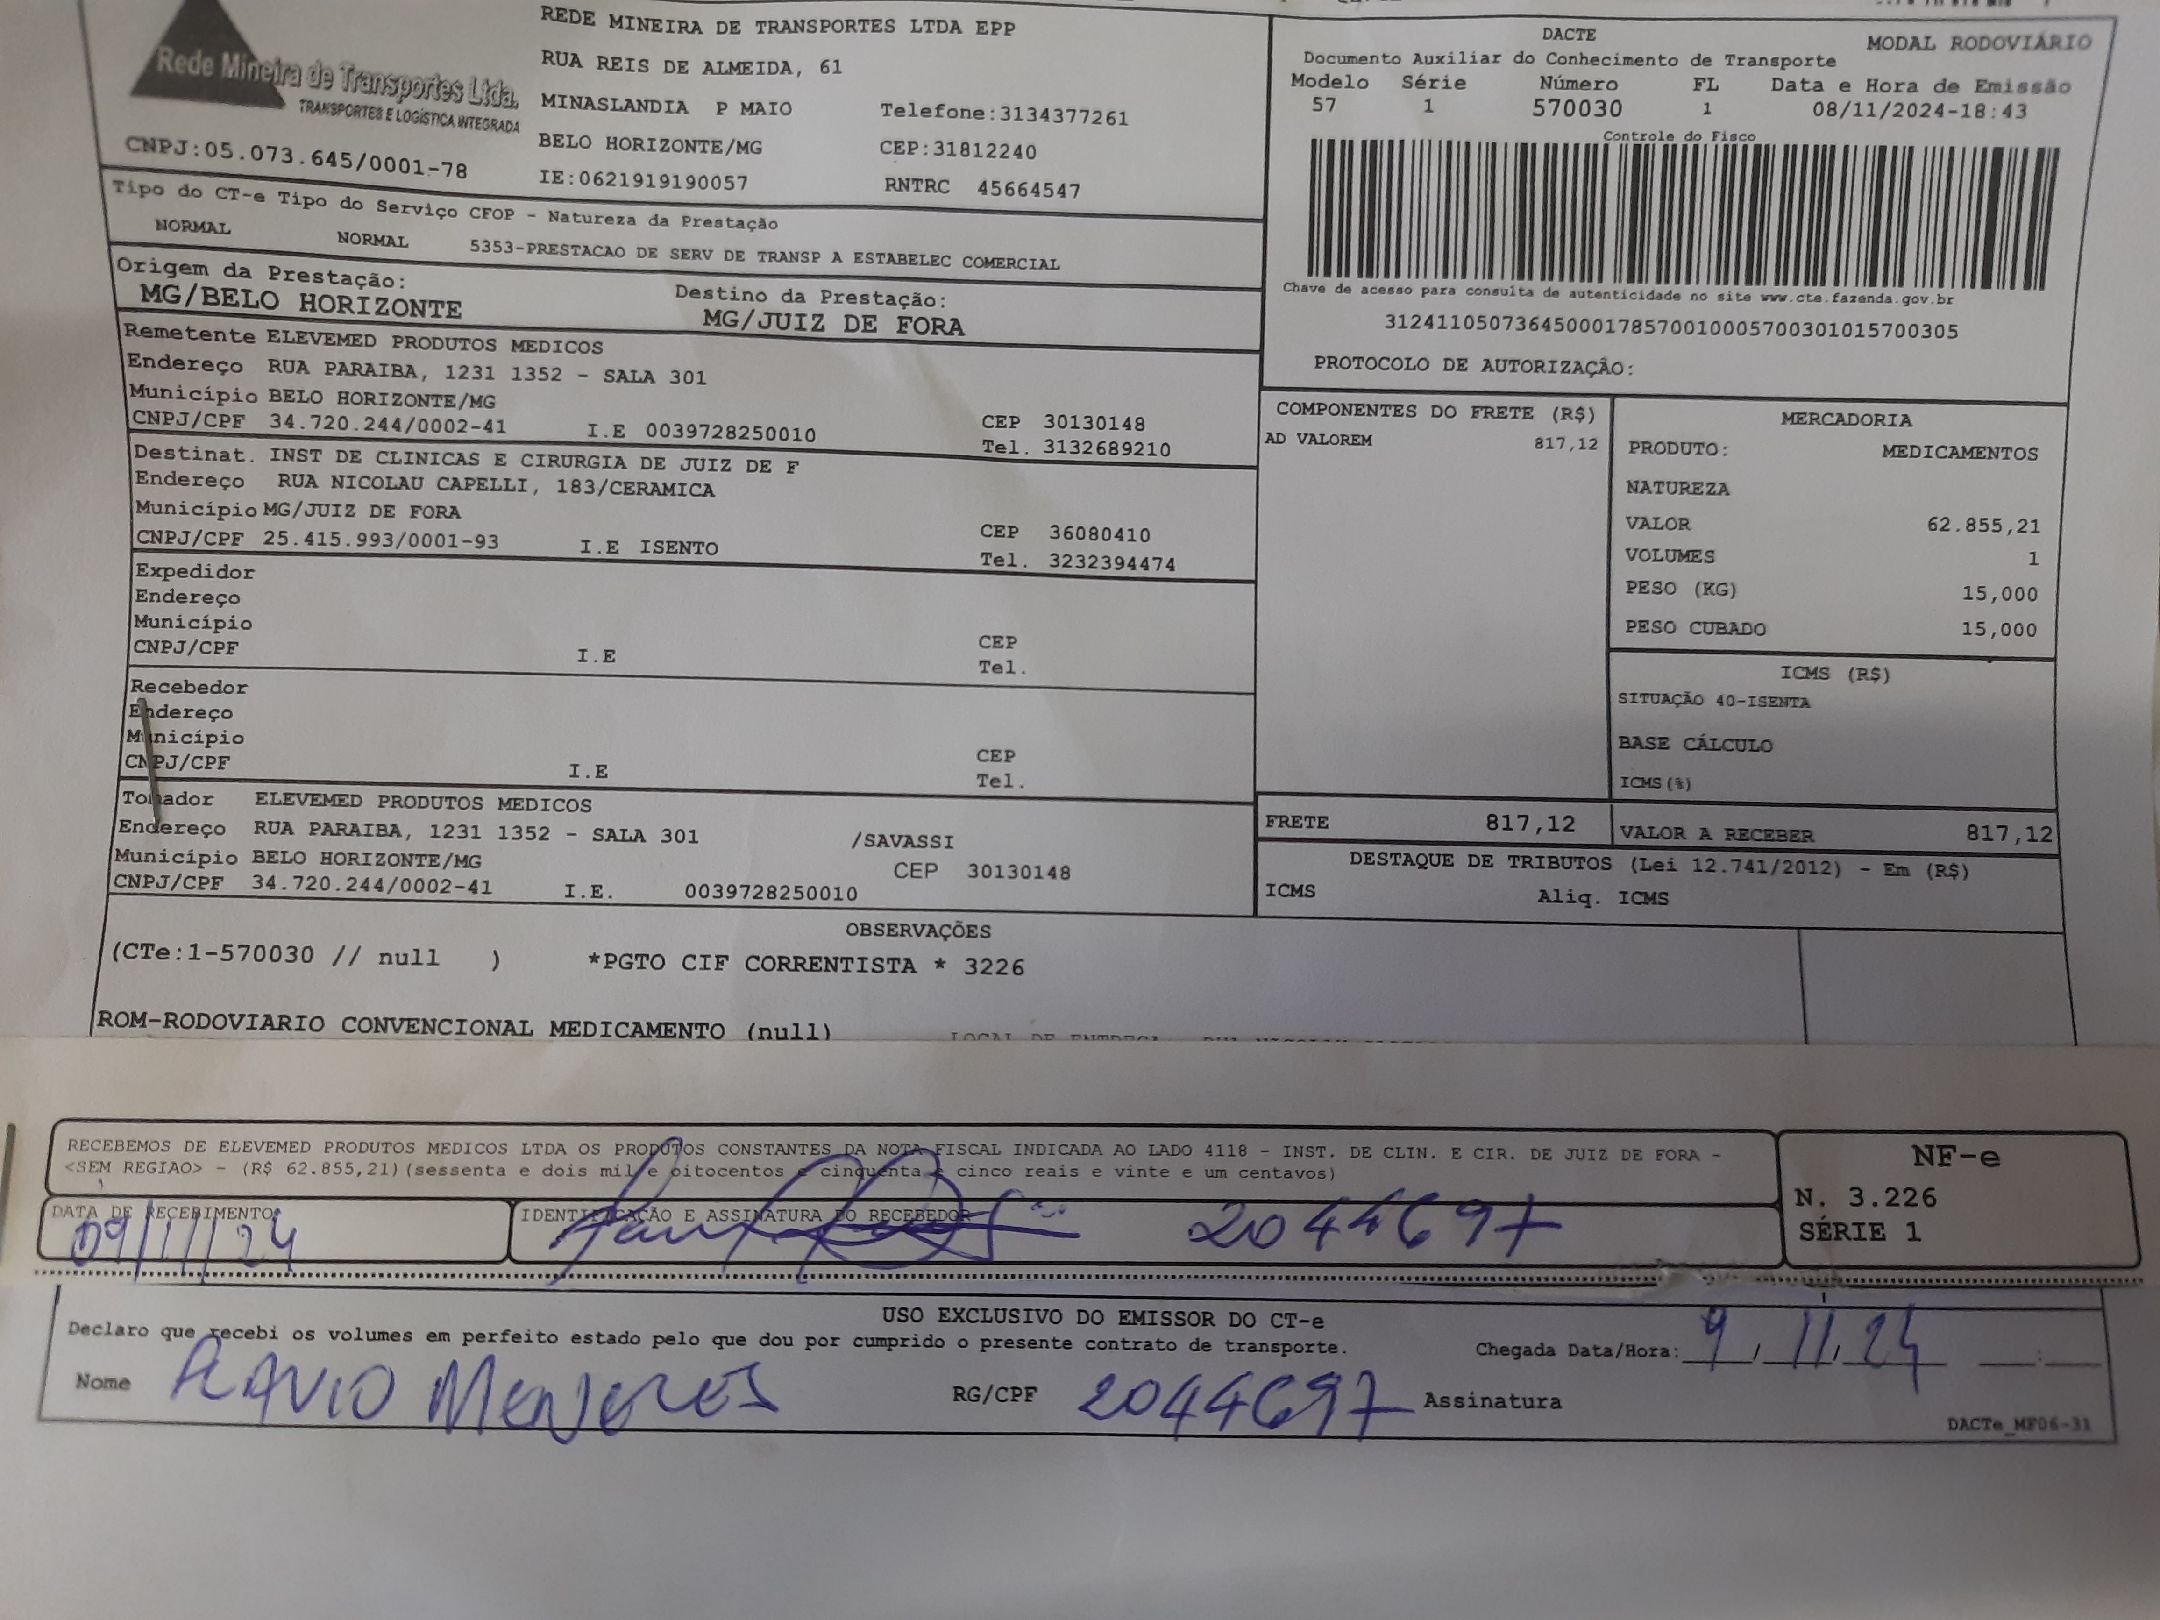 Rede Mineira de Transportes Ltda.
TRANSPORTES E LOGÍSTICA INTEGRADA
CNPJ:05.073.645/0001-78
REDE MINEIRA DE TRANSPORTES LTDA EPP
RUA REIS DE ALMEIDA, 61
MINASLANDIA P MAIO Telefone:3134377261
BELO HORIZONTE/MG CEP:31812240
IE:0621919190057 RNTRC 45664547
DACTE MODAL RODOVIÁRIO
Documento Auxiliar do Conhecimento de Transporte
Modelo Série Número FL Data e Hora de Emissão
57 1 570030 1 08/11/2024-18:43
Controle do Fisco
Chave de acesso para consulta de autenticidade no site www.cte.fazenda.gov.br
31241105073645000178570010005700301015700305
PROTOCOLO DE AUTORIZAÇÃO:
Tipo do CT-e Tipo do Serviço CFOP - Natureza da Prestação
NORMAL NORMAL 5353-PRESTACAO DE SERV DE TRANSP A ESTABELEC COMERCIAL
Origem da Prestação: Destino da Prestação:
MG/BELO HORIZONTE MG/JUIZ DE FORA
Remetente ELEVEMED PRODUTOS MEDICOS
Endereço RUA PARAIBA, 1231 1352 - SALA 301
Município BELO HORIZONTE/MG CEP 30130148
CNPJ/CPF 34.720.244/0002-41 I.E 0039728250010 Tel. 3132689210
Destinat. INST DE CLINICAS E CIRURGIA DE JUIZ DE F
Endereço RUA NICOLAU CAPELLI, 183/CERAMICA
Município MG/JUIZ DE FORA CEP 36080410
CNPJ/CPF 25.415.993/0001-93 I.E ISENTO Tel. 3232394474
Expedidor
Endereço
Município CEP
CNPJ/CPF I.E Tel.
Recebedor
Endereço
Município CEP
CNPJ/CPF I.E Tel.
Tomador ELEVEMED PRODUTOS MEDICOS
Endereço RUA PARAIBA, 1231 1352 - SALA 301 /SAVASSI
Município BELO HORIZONTE/MG CEP 30130148
CNPJ/CPF 34.720.244/0002-41 I.E. 0039728250010
COMPONENTES DO FRETE (R$)
AD VALOREM 817,12
MERCADORIA
PRODUTO: MEDICAMENTOS
NATUREZA
VALOR 62.855,21
VOLUMES 1
PESO (KG) 15,000
PESO CUBADO 15,000
ICMS (R$)
SITUAÇÃO 40-ISENTA
BASE CÁLCULO
ICMS(%)
FRETE 817,12 VALOR A RECEBER 817,12
DESTAQUE DE TRIBUTOS (Lei 12.741/2012) - Em (R$)
ICMS Aliq. ICMS
OBSERVAÇÕES
(CTe:1-570030 // null ) *PGTO CIF CORRENTISTA * 3226
ROM-RODOVIARIO CONVENCIONAL MEDICAMENTO (null)
RECEBEMOS DE ELEVEMED PRODUTOS MEDICOS LTDA OS PRODUTOS CONSTANTES DA NOTA FISCAL INDICADA AO LADO 4118 - INST. DE CLIN. E CIR. DE JUIZ DE FORA -
<SEM REGIAO> - (R$ 62.855,21)(sessenta e dois mil e oitocentos e cinquenta e cinco reais e vinte e um centavos)
DATA DE RECEBIMENTO IDENTIFICAÇÃO E ASSINATURA DO RECEBEDOR
09/11/24 2044697
NF-e
N. 3.226
SÉRIE 1
USO EXCLUSIVO DO EMISSOR DO CT-e
Declaro que recebi os volumes em perfeito estado pelo que dou por cumprido o presente contrato de transporte. Chegada Data/Hora: 9/11/24 :
Nome FLAVIO MENEZES RG/CPF 2044697 Assinatura
DACTe_MF06-31